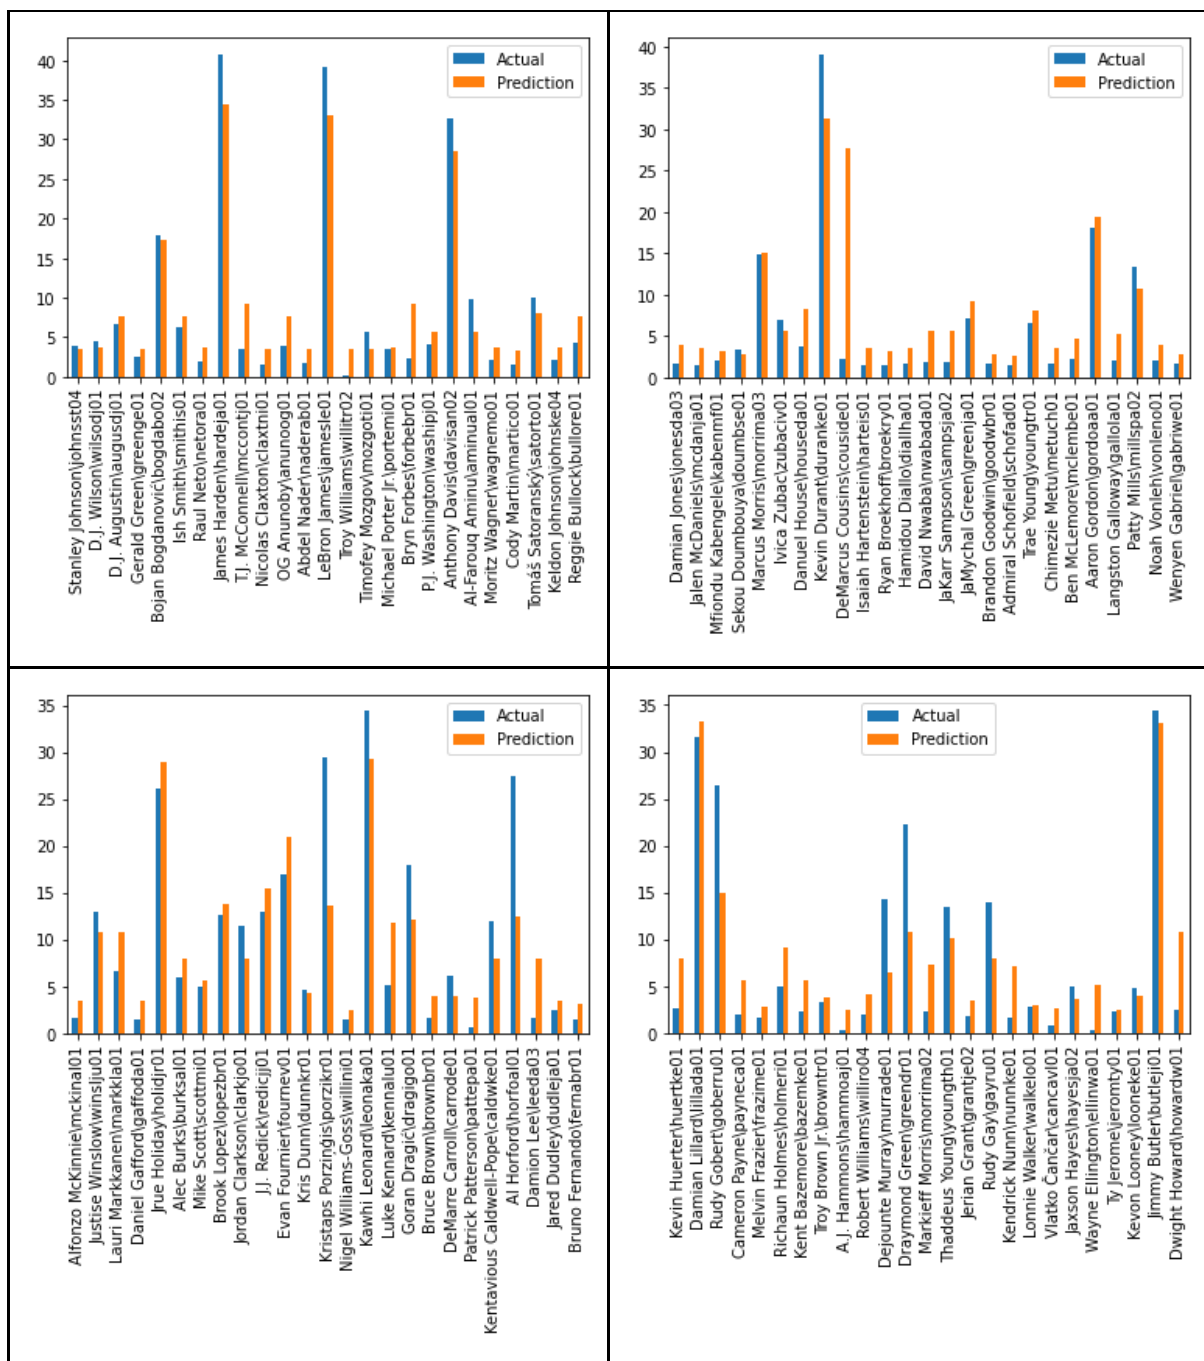 Actual
Prediction
40
35
30
25
20
15
10
5
0
Stanley Johnson\johnsst04
D.J. Wilson\wilsodj01
D.J. Augustin\augusdj01
Gerald Green\greenge01
Bojan Bogdanović\bogdabo02
Ish Smith\smithis01
Raul Neto\netora01
James Harden\hardeja01
T.J. McConnell\mccontj01
Nicolas Claxton\claxtni01
OG Anunoby\anunoog01
Abdel Nader\naderab01
LeBron James\jamesle01
Troy Williams\willitr02
Timofey Mozgov\mozgoti01
Michael Porter Jr.\portemi01
Bryn Forbes\forbebr01
P.J. Washington\washipj01
Anthony Davis\davisan02
Al-Farouq Aminu\aminual01
Moritz Wagner\wagnemo01
Cody Martin\martico01
Tomáš Satoranský\satorto01
Keldon Johnson\johnske04
Reggie Bullock\bullore01
Actual
Prediction
40
35
30
25
20
15
10
5
0
Damian Jones\jonesda03
Jalen McDaniels\mcdanja01
Mfiondu Kabengele\kabenmf01
Sekou Doumbouya\doumbse01
Marcus Morris\morrima03
Ivica Zubac\zubaciv01
Danuel House\houseda01
Kevin Durant\duranke01
DeMarcus Cousins\couside01
Isaiah Hartenstein\harteis01
Ryan Broekhoff\broekry01
Hamidou Diallo\diallha01
David Nwaba\nwabada01
JaKarr Sampson\sampsja02
JaMychal Green\greenja01
Brandon Goodwin\goodwbr01
Admiral Schofield\schofad01
Trae Young\youngtr01
Chimezie Metu\metuch01
Ben McLemore\mclembe01
Aaron Gordon\gordoaa01
Langston Galloway\gallola01
Patty Mills\millspa02
Noah Vonleh\vonleno01
Wenyen Gabriel\gabriwe01
Actual
Prediction
35
30
25
20
15
10
5
0
Alfonzo McKinnie\mckinal01
Justise Winslow\winslju01
Lauri Markkanen\markkla01
Daniel Gafford\gaffoda01
Jrue Holiday\holidjr01
Alec Burks\burksal01
Mike Scott\scottmi01
Brook Lopez\lopezbr01
Jordan Clarkson\clarkjo01
J.J. Redick\redicjj01
Evan Fournier\fournev01
Kris Dunn\dunnkr01
Kristaps Porziņģis\porzikr01
Nigel Williams-Goss\willini01
Kawhi Leonard\leonaka01
Luke Kennard\kennalu01
Goran Dragić\dragigo01
Bruce Brown\brownbr01
DeMarre Carroll\carrode01
Patrick Patterson\pattepa01
Kentavious Caldwell-Pope\caldwke01
Al Horford\horfoal01
Damion Lee\leeda03
Jared Dudley\dudleja01
Bruno Fernando\fernabr01
Actual
Prediction
35
30
25
20
15
10
5
0
Kevin Huerter\huertke01
Damian Lillard\lillada01
Rudy Gobert\goberru01
Cameron Payne\payneca01
Melvin Frazier\frazime01
Richaun Holmes\holmeri01
Kent Bazemore\bazemke01
Troy Brown Jr.\browntr01
A.J. Hammons\hammoaj01
Robert Williams\williro04
Dejounte Murray\murrade01
Draymond Green\greendr01
Markieff Morris\morrima02
Thaddeus Young\youngth01
Jerian Grant\grantje02
Rudy Gay\gayru01
Kendrick Nunn\nunnke01
Lonnie Walker\walkelo01
Vlatko Čančar\cancavl01
Jaxson Hayes\hayesja02
Wayne Ellington\ellinwa01
Ty Jerome\jeromty01
Kevon Looney\looneke01
Jimmy Butler\butleji01
Dwight Howard\howardw01